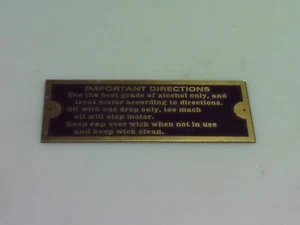 IMPORTANT DIRECTIONS
Use the best grade of alcohol only, and
treat motor according to directions.
Oil with one drop only, too much
oil will stop motor.
Keep cap over wick when not in use
and keep wick clean.